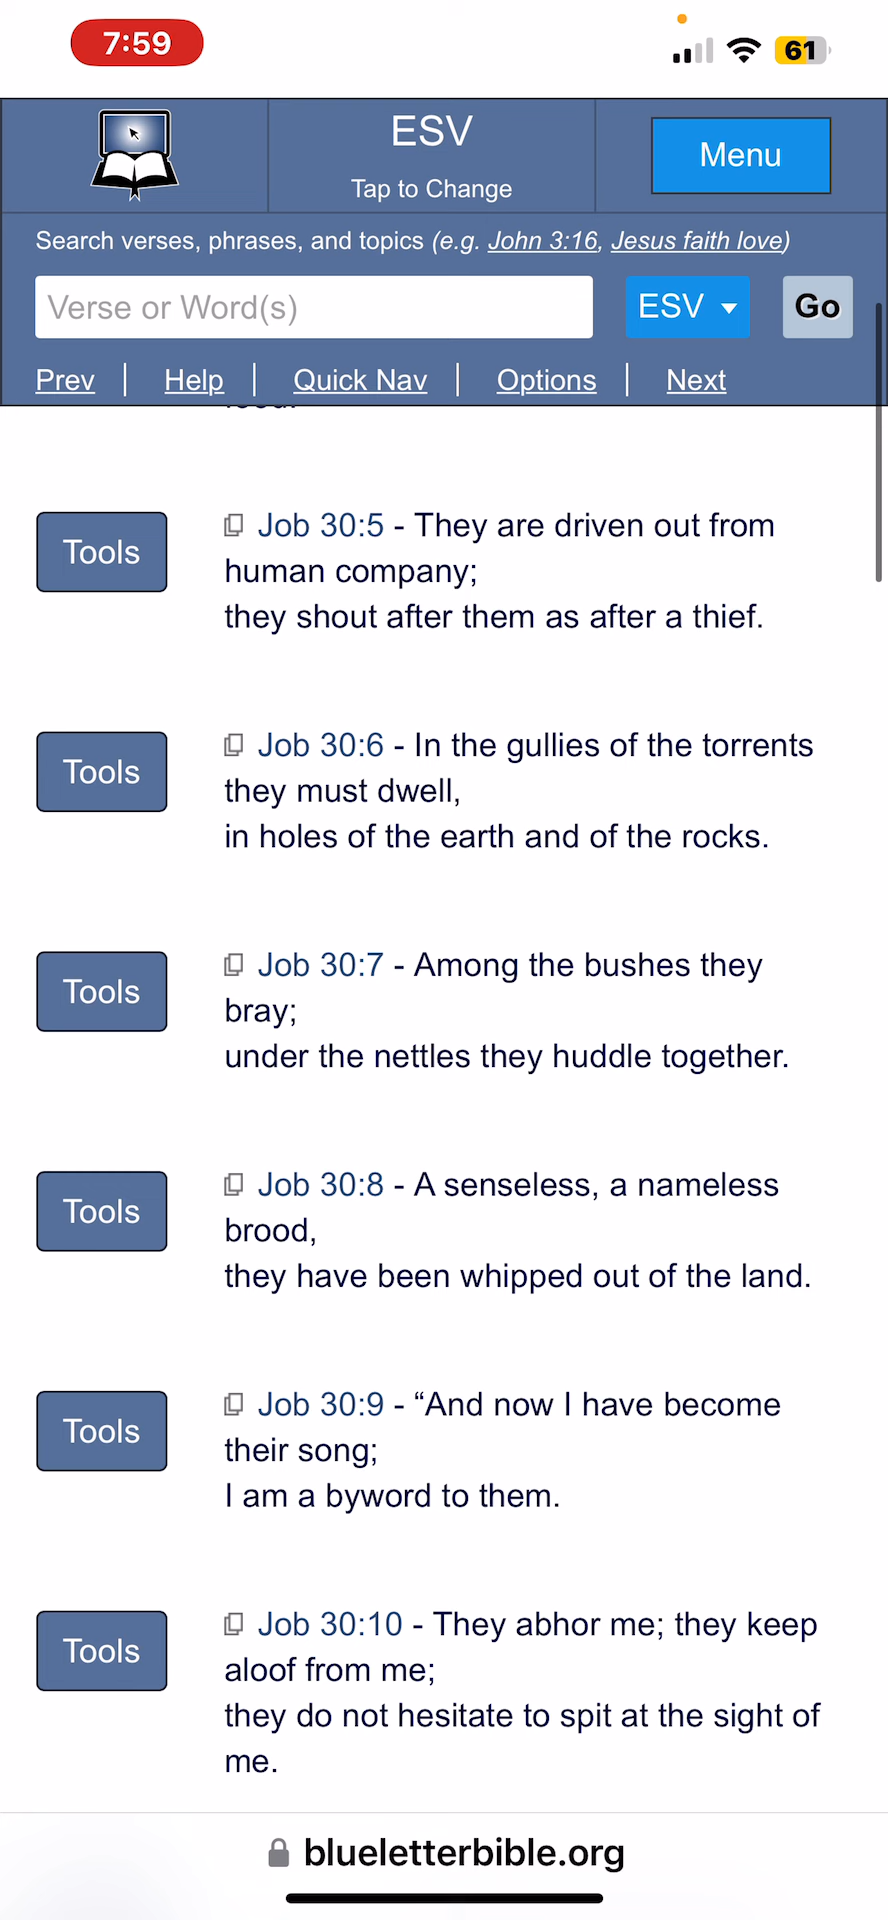 7:59
61
ESV
Tap to Change
Menu
Search verses, phrases, and topics (e.g. John 3:16, Jesus faith love)
Verse or Word(s)
ESV
Go
Prev | Help | Quick Nav | Options | Next
Tools
Job 30:5 - They are driven out from
human company;
they shout after them as after a thief.
Tools
Job 30:6 - In the gullies of the torrents
they must dwell,
in holes of the earth and of the rocks.
Tools
Job 30:7 - Among the bushes they
bray;
under the nettles they huddle together.
Tools
Job 30:8 - A senseless, a nameless
brood,
they have been whipped out of the land.
Tools
Job 30:9 - “And now I have become
their song;
I am a byword to them.
Tools
Job 30:10 - They abhor me; they keep
aloof from me;
they do not hesitate to spit at the sight of
me.
blueletterbible.org